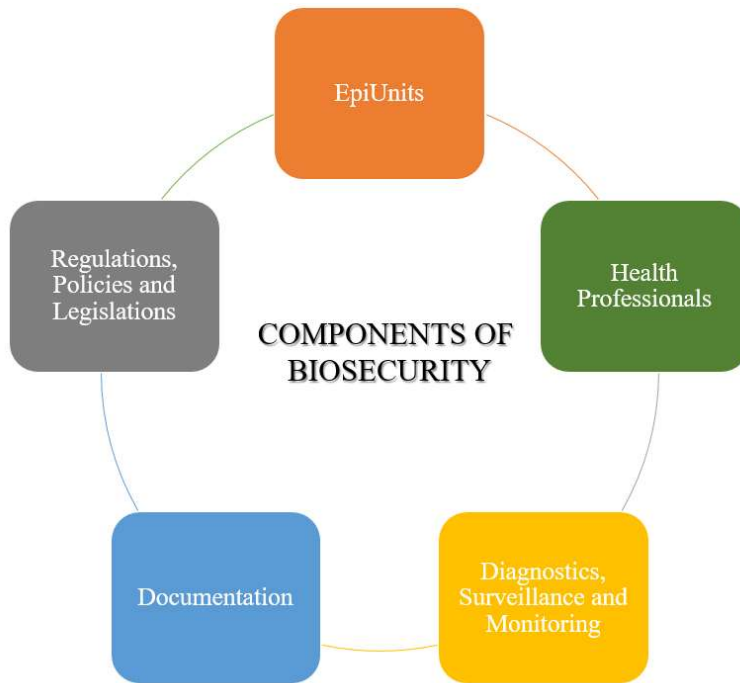 EpiUnits
Health
Professionals
Diagnostics,
Surveillance and
Monitoring
Documentation
Regulations,
Policies and
Legislations
COMPONENTS OF
BIOSECURITY